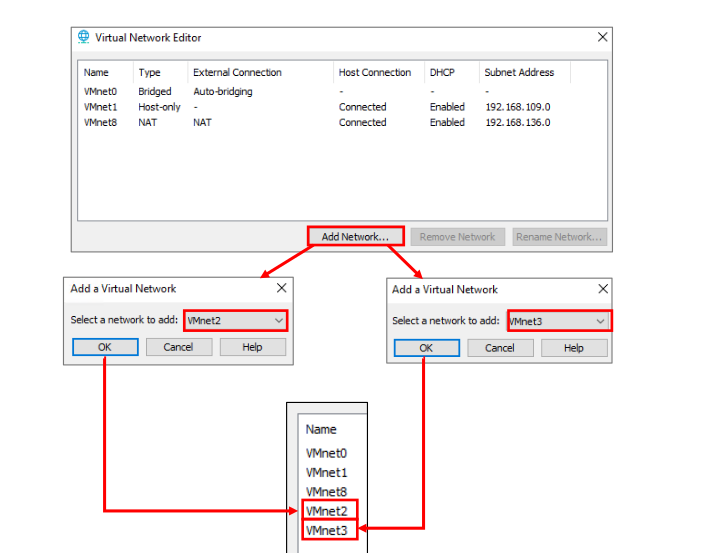 Virtual Network Editor
Name Type External Connection Host Connection DHCP Subnet Address
VMnet0 Bridged Auto-bridging - - -
VMnet1 Host-only - Connected Enabled 192.168.109.0
VMnet8 NAT NAT Connected Enabled 192.168.136.0
Add Network... Remove Network Rename Network...
Add a Virtual Network
Select a network to add: VMnet2
OK Cancel Help
Add a Virtual Network
Select a network to add: VMnet3
OK Cancel Help
Name
VMnet0
VMnet1
VMnet8
VMnet2
VMnet3